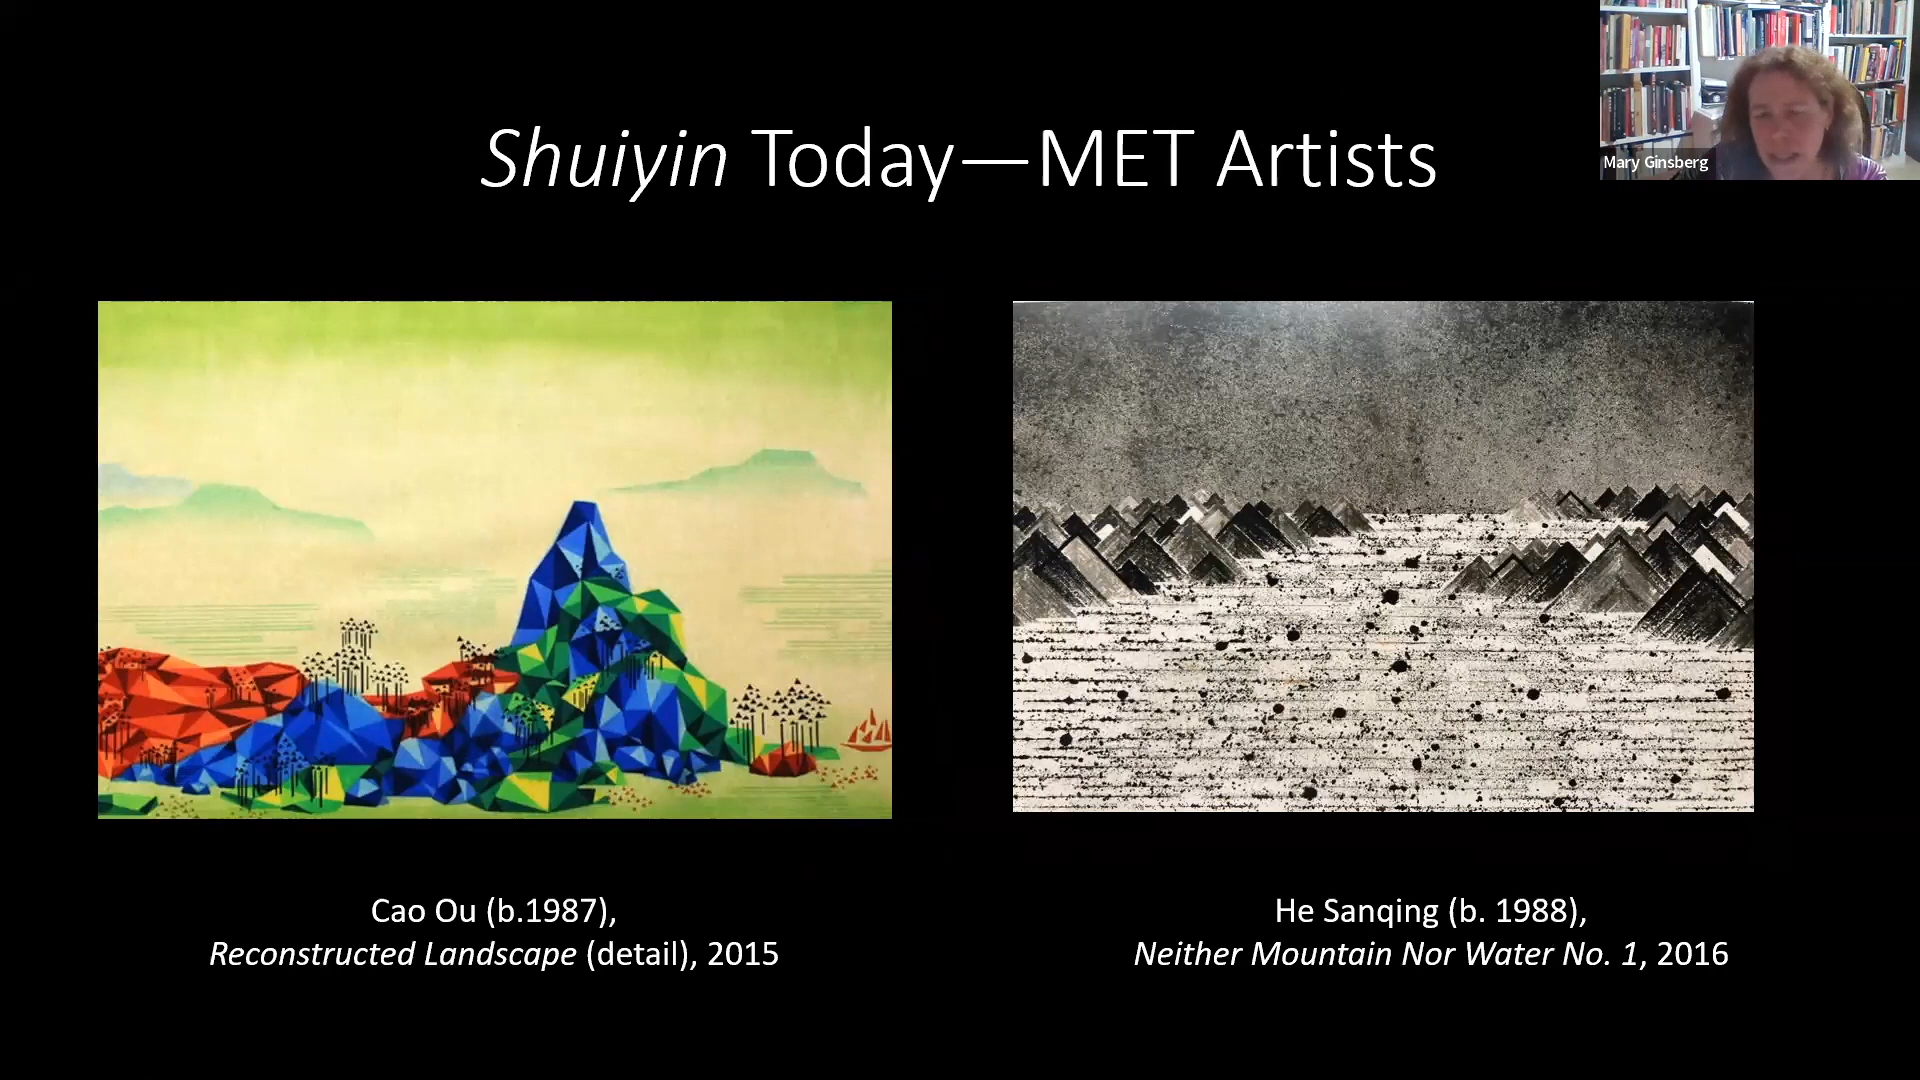 Shuiyin Today—MET Artists
Mary Ginsberg
Cao Ou (b.1987),
Reconstructed Landscape (detail), 2015
He Sanqing (b. 1988),
Neither Mountain Nor Water No. 1, 2016